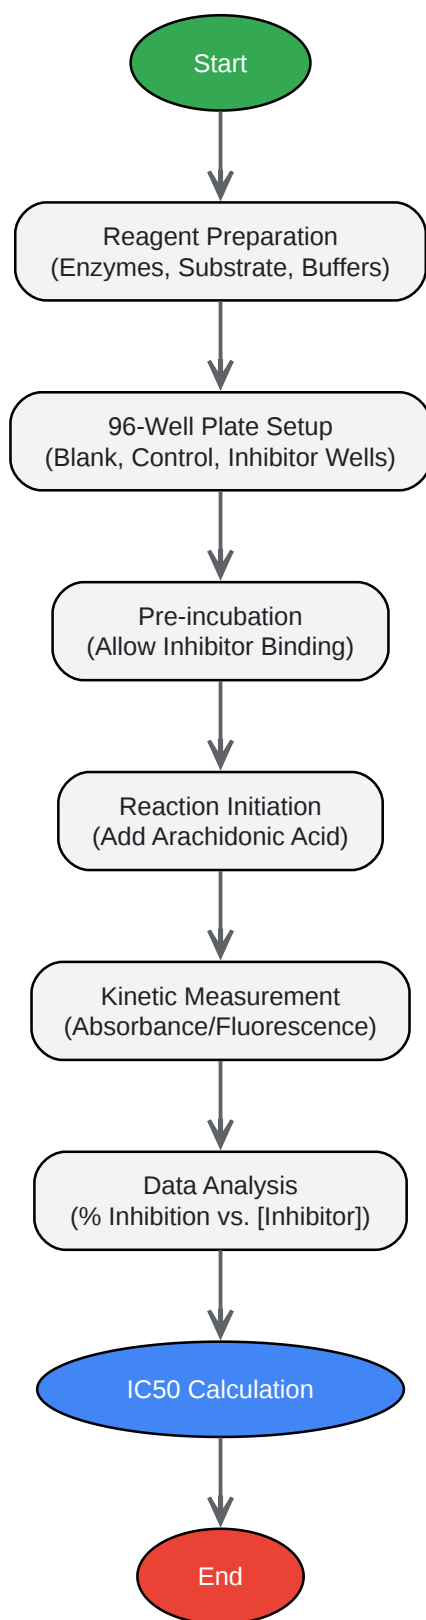 Start
Reagent Preparation
(Enzymes, Substrate, Buffers)
96-Well Plate Setup
(Blank, Control, Inhibitor Wells)
Pre-incubation
(Allow Inhibitor Binding)
Reaction Initiation
(Add Arachidonic Acid)
Kinetic Measurement
(Absorbance/Fluorescence)
Data Analysis
(% Inhibition vs. [Inhibitor])
IC50 Calculation
End